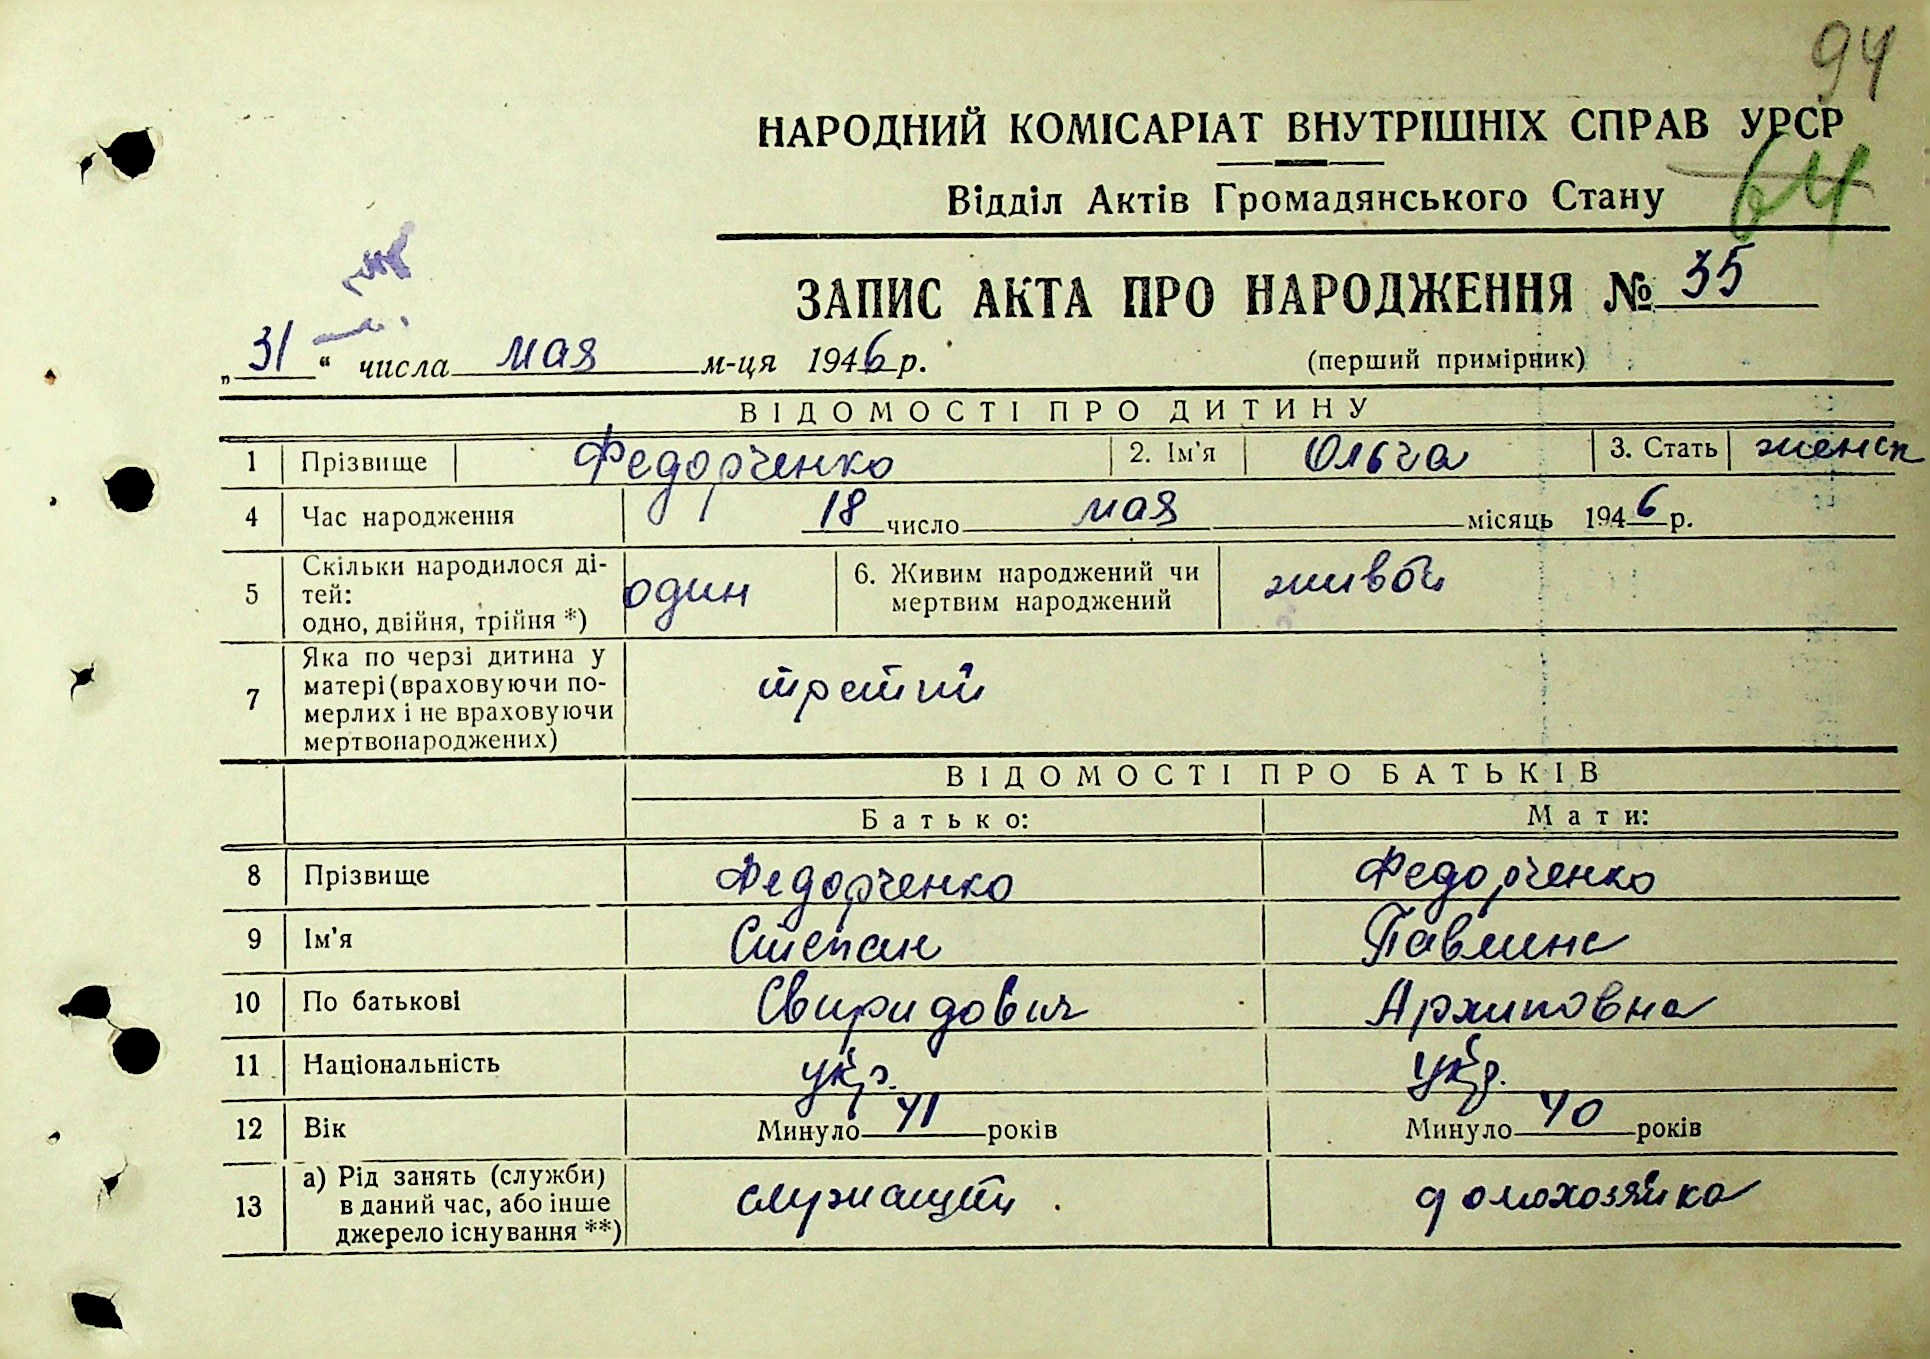 94
НАРОДНИЙ КОМІСАРІАТ ВНУТРІШНІХ СПРАВ УРСР
Відділ Актів Громадянського Стану
64
ЗАПИС АКТА ПРО НАРОДЖЕННЯ № 35
„31“ числа мая м-ця 1946 р. (перший примірник)
ВІДОМОСТІ ПРО ДИТИНУ
1 Прізвище Федорченко 2. Ім'я Ольга 3. Стать женск
4 Час народження 18 число мая місяць 1946 р.
5 Скільки народилося ді-
тей:
одно, двійня, трійня *) один 6. Живим народжений чи
мертвим народжений живой
7 Яка по черзі дитина у
матері (враховуючи по-
мерлих і не враховуючи
мертвонароджених) третий
ВІДОМОСТІ ПРО БАТЬКІВ
Батько: Мати:
8 Прізвище Федорченко Федорченко
9 Ім'я Степан Павлина
10 По батькові Свиридович Архиповна
11 Національність укр. укр.
12 Вік Минуло 41 років Минуло 40 років
13 а) Рід занять (служби)
в даний час, або інше
джерело існування **) служащий домохозяйка